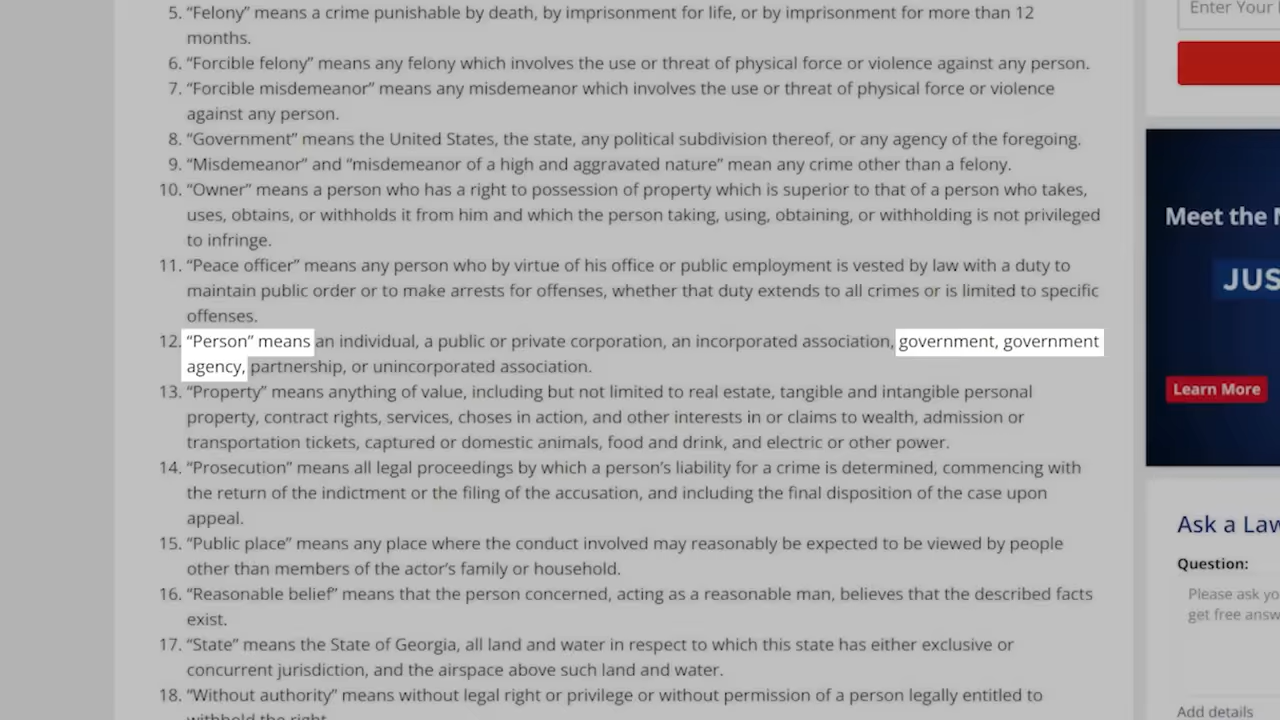 5. “Felony” means a crime punishable by death, by imprisonment for life, or by imprisonment for more than 12
months.
6. “Forcible felony” means any felony which involves the use or threat of physical force or violence against any person.
7. “Forcible misdemeanor” means any misdemeanor which involves the use or threat of physical force or violence
against any person.
8. “Government” means the United States, the state, any political subdivision thereof, or any agency of the foregoing.
9. “Misdemeanor” and “misdemeanor of a high and aggravated nature” mean any crime other than a felony.
10. “Owner” means a person who has a right to possession of property which is superior to that of a person who takes,
uses, obtains, or withholds it from him and which the person taking, using, obtaining, or withholding is not privileged
to infringe.
11. “Peace officer” means any person who by virtue of his office or public employment is vested by law with a duty to
maintain public order or to make arrests for offenses, whether that duty extends to all crimes or is limited to specific
offenses.
12. “Person” means an individual, a public or private corporation, an incorporated association, government, government
agency, partnership, or unincorporated association.
13. “Property” means anything of value, including but not limited to real estate, tangible and intangible personal
property, contract rights, services, choses in action, and other interests in or claims to wealth, admission or
transportation tickets, captured or domestic animals, food and drink, and electric or other power.
14. “Prosecution” means all legal proceedings by which a person’s liability for a crime is determined, commencing with
the return of the indictment or the filing of the accusation, and including the final disposition of the case upon
appeal.
15. “Public place” means any place where the conduct involved may reasonably be expected to be viewed by people
other than members of the actor’s family or household.
16. “Reasonable belief” means that the person concerned, acting as a reasonable man, believes that the described facts
exist.
17. “State” means the State of Georgia, all land and water in respect to which this state has either exclusive or
concurrent jurisdiction, and the airspace above such land and water.
18. “Without authority” means without legal right or privilege or without permission of a person legally entitled to
withhold the right.
Enter Your
Meet the
JUS
Learn More
Ask a Law
Question:
Please ask yo
get free answ
Add details